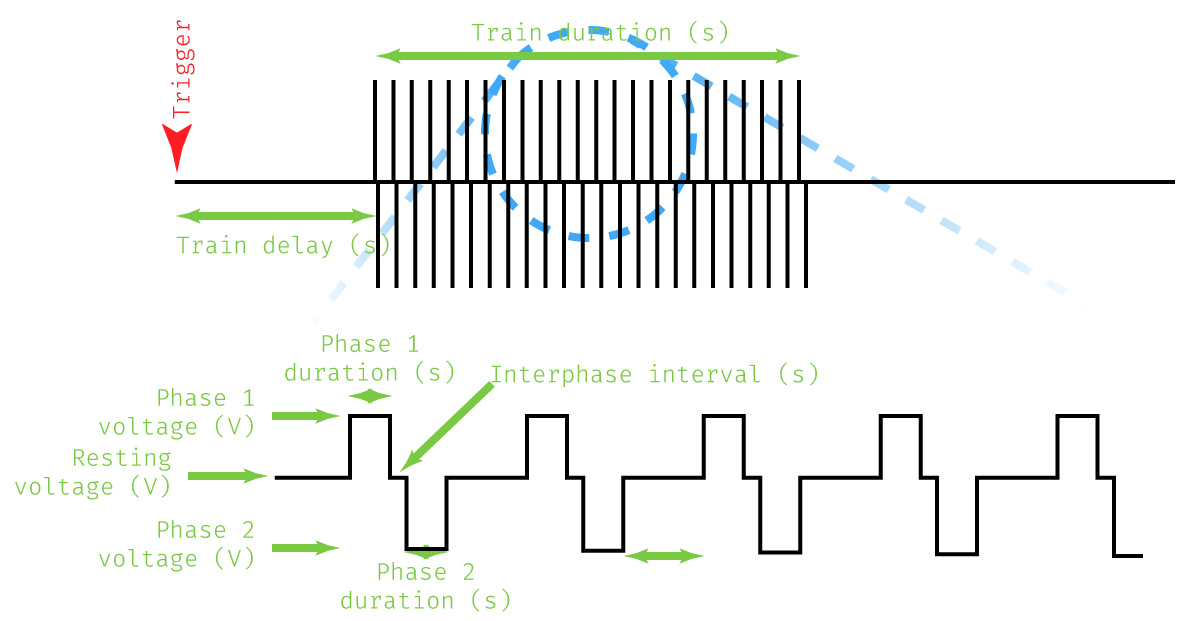 Train duration (s)
Trigger
Train delay (s)
Phase 1
duration (s)
Interphase interval (s)
Phase 1
voltage (V)
Resting
voltage (V)
Phase 2
voltage (V)
Phase 2
duration (s)